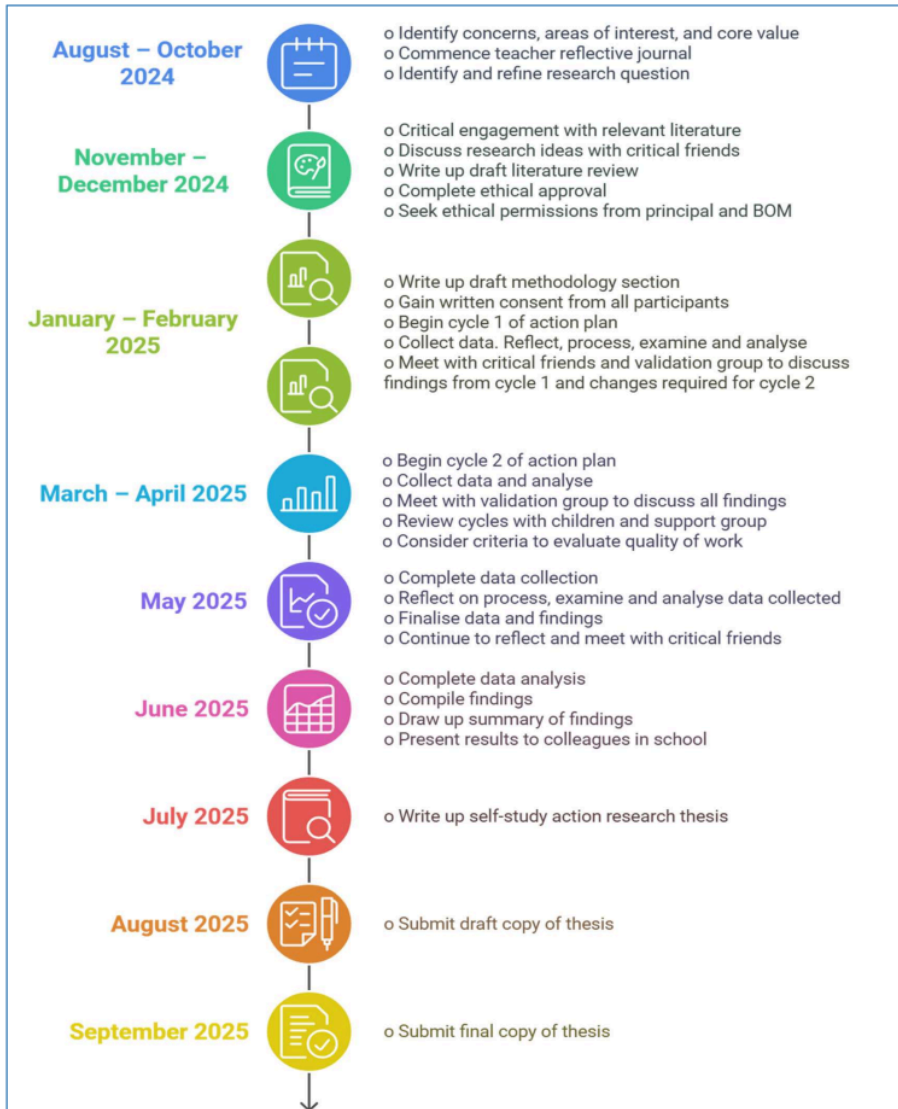 August – October
2024
o Identify concerns, areas of interest, and core value
o Commence teacher reflective journal
o Identify and refine research question
November –
December 2024
o Critical engagement with relevant literature
o Discuss research ideas with critical friends
o Write up draft literature review
o Complete ethical approval
o Seek ethical permissions from principal and BOM
January – February
2025
o Write up draft methodology section
o Gain written consent from all participants
o Begin cycle 1 of action plan
o Collect data. Reflect, process, examine and analyse
o Meet with critical friends and validation group to discuss
findings from cycle 1 and changes required for cycle 2
March – April 2025
o Begin cycle 2 of action plan
o Collect data and analyse
o Meet with validation group to discuss all findings
o Review cycles with children and support group
o Consider criteria to evaluate quality of work
May 2025
o Complete data collection
o Reflect on process, examine and analyse data collected
o Finalise data and findings
o Continue to reflect and meet with critical friends
June 2025
o Complete data analysis
o Compile findings
o Draw up summary of findings
o Present results to colleagues in school
July 2025
o Write up self-study action research thesis
August 2025
o Submit draft copy of thesis
September 2025
o Submit final copy of thesis